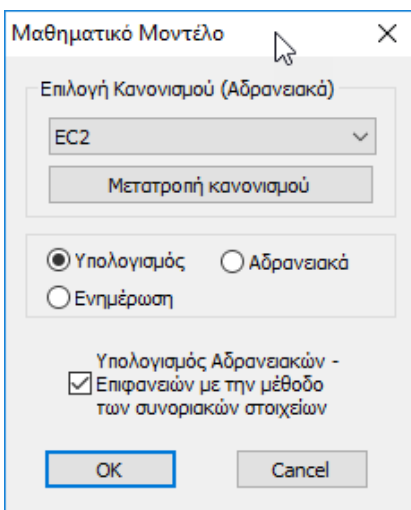 Μαθηματικό Μοντέλο
Επιλογή Κανονισμού (Αδρανειακά)
EC2
Μετατροπή κανονισμού
Υπολογισμός Αδρανειακά
Ενημέρωση
Υπολογισμός Αδρανειακών -
Επιφανειών με την μέθοδο
των συνοριακών στοιχείων
OK Cancel